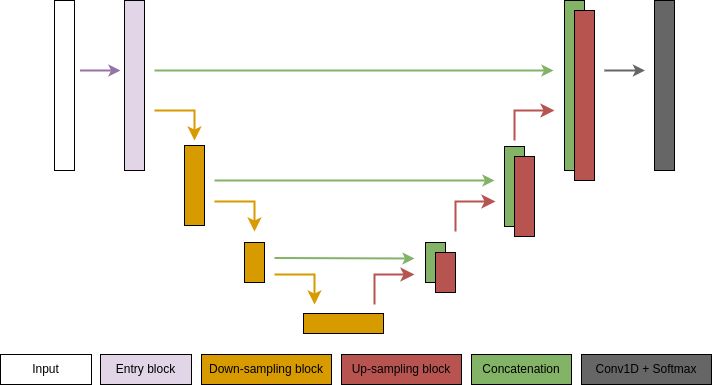 Input
Entry block
Down-sampling block
Up-sampling block
Concatenation
Conv1D + Softmax